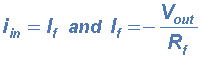 i_in = I_f and I_f = − V_out / R_f